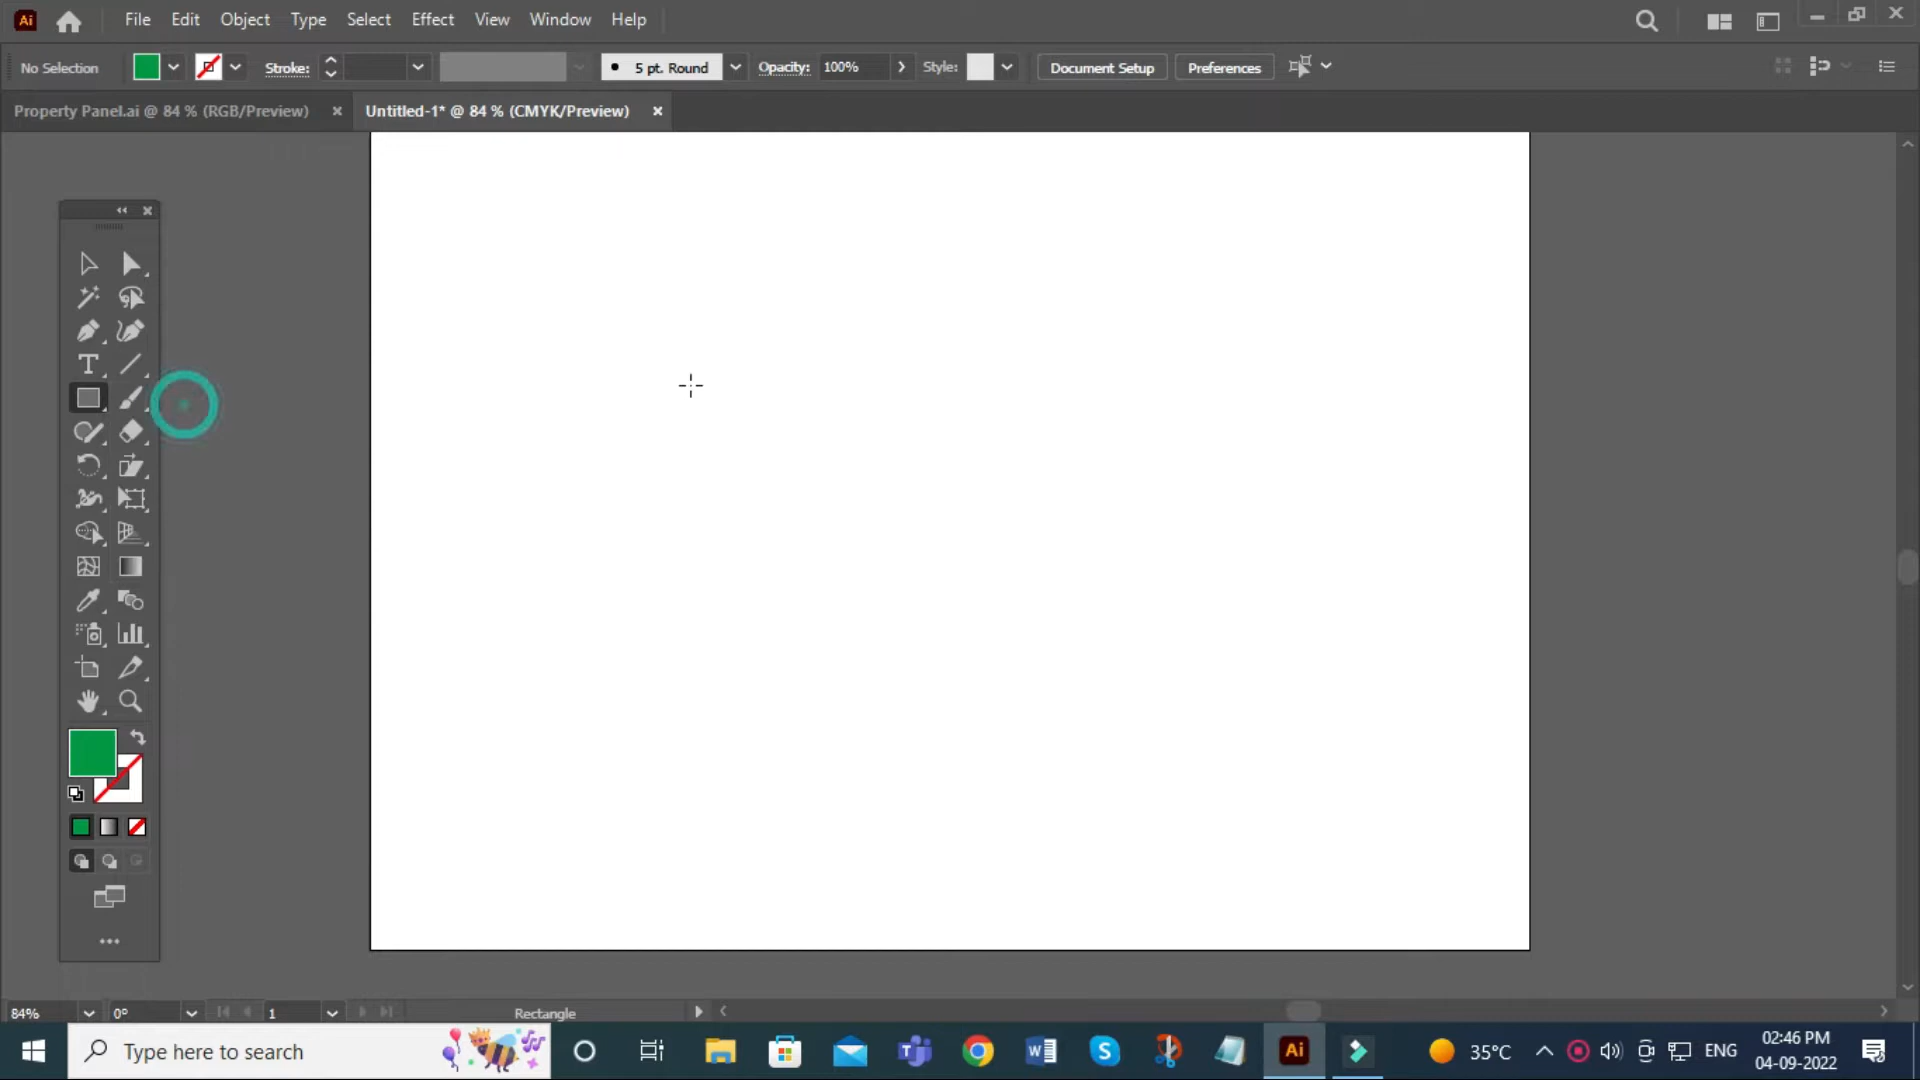 Ai File Edit Object Type Select Effect View Window Help
No Selection Stroke: 5 pt. Round Opacity: 100% Style: Document Setup Preferences
Property Panel.ai @ 84 % (RGB/Preview) × Untitled-1* @ 84 % (CMYK/Preview) ×
84% 0° 1 Rectangle
Type here to search Ai 35°C ENG 02:46 PM
04-09-2022